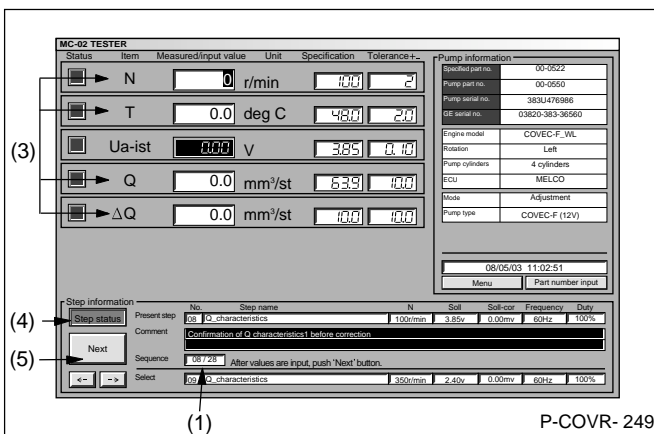 MC-02 TESTER
Status Item Measured/input value Unit Specification Tolerance+_
N 0 r/min 100 2
T 0.0 deg C 48.0 2.0
(3) Ua-ist 0.00 V 3.85 0.10
Q 0.0 mm³/st 63.9 10.0
ΔQ 0.0 mm³/st 10.0 10.0
Pump information
Specified part no. 00-0522
Pump part no. 00-0550
Pump serial no. 383U476986
GE serial no. 03820-383-36560
Engine model COVEC-F_WL
Rotation Left
Pump cylinders 4 cylinders
ECU MELCO
Mode Adjustment
Pump type COVEC-F (12V)
08/05/03 11:02:51
Menu Part number input
Step information
No. Step name N Soll Soll-cor Frequency Duty
(4) Step status Present step 08 Q_characteristics 100r/min 3.85v 0.00mv 60Hz 100%
Comment Confirmation of Q characteristics1 before correction
(5) Next
Sequence 08 / 28 After values are input, push 'Next' button.
<- -> Select 09 Q_characteristics 350r/min 2.40v 0.00mv 60Hz 100%
(1)
P-COVR- 249